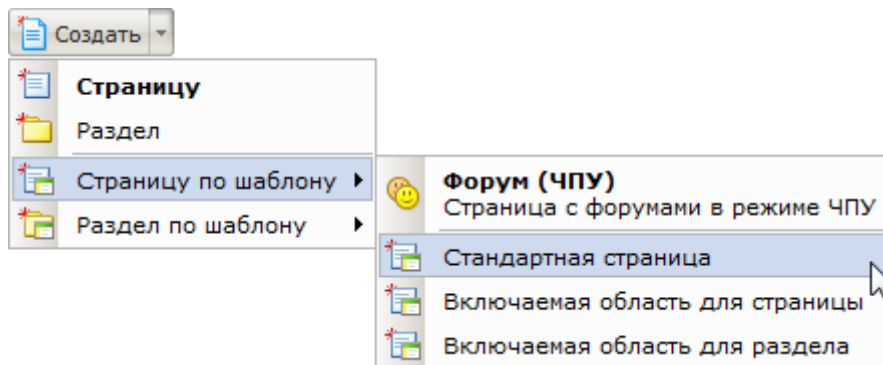 Создать
Страницу
Раздел
Страницу по шаблону
Раздел по шаблону
Форум (ЧПУ)
Страница с форумами в режиме ЧПУ
Стандартная страница
Включаемая область для страницы
Включаемая область для раздела